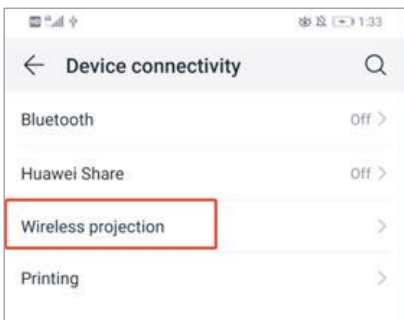 1:33
Device connectivity
Bluetooth Off
Huawei Share Off
Wireless projection
Printing